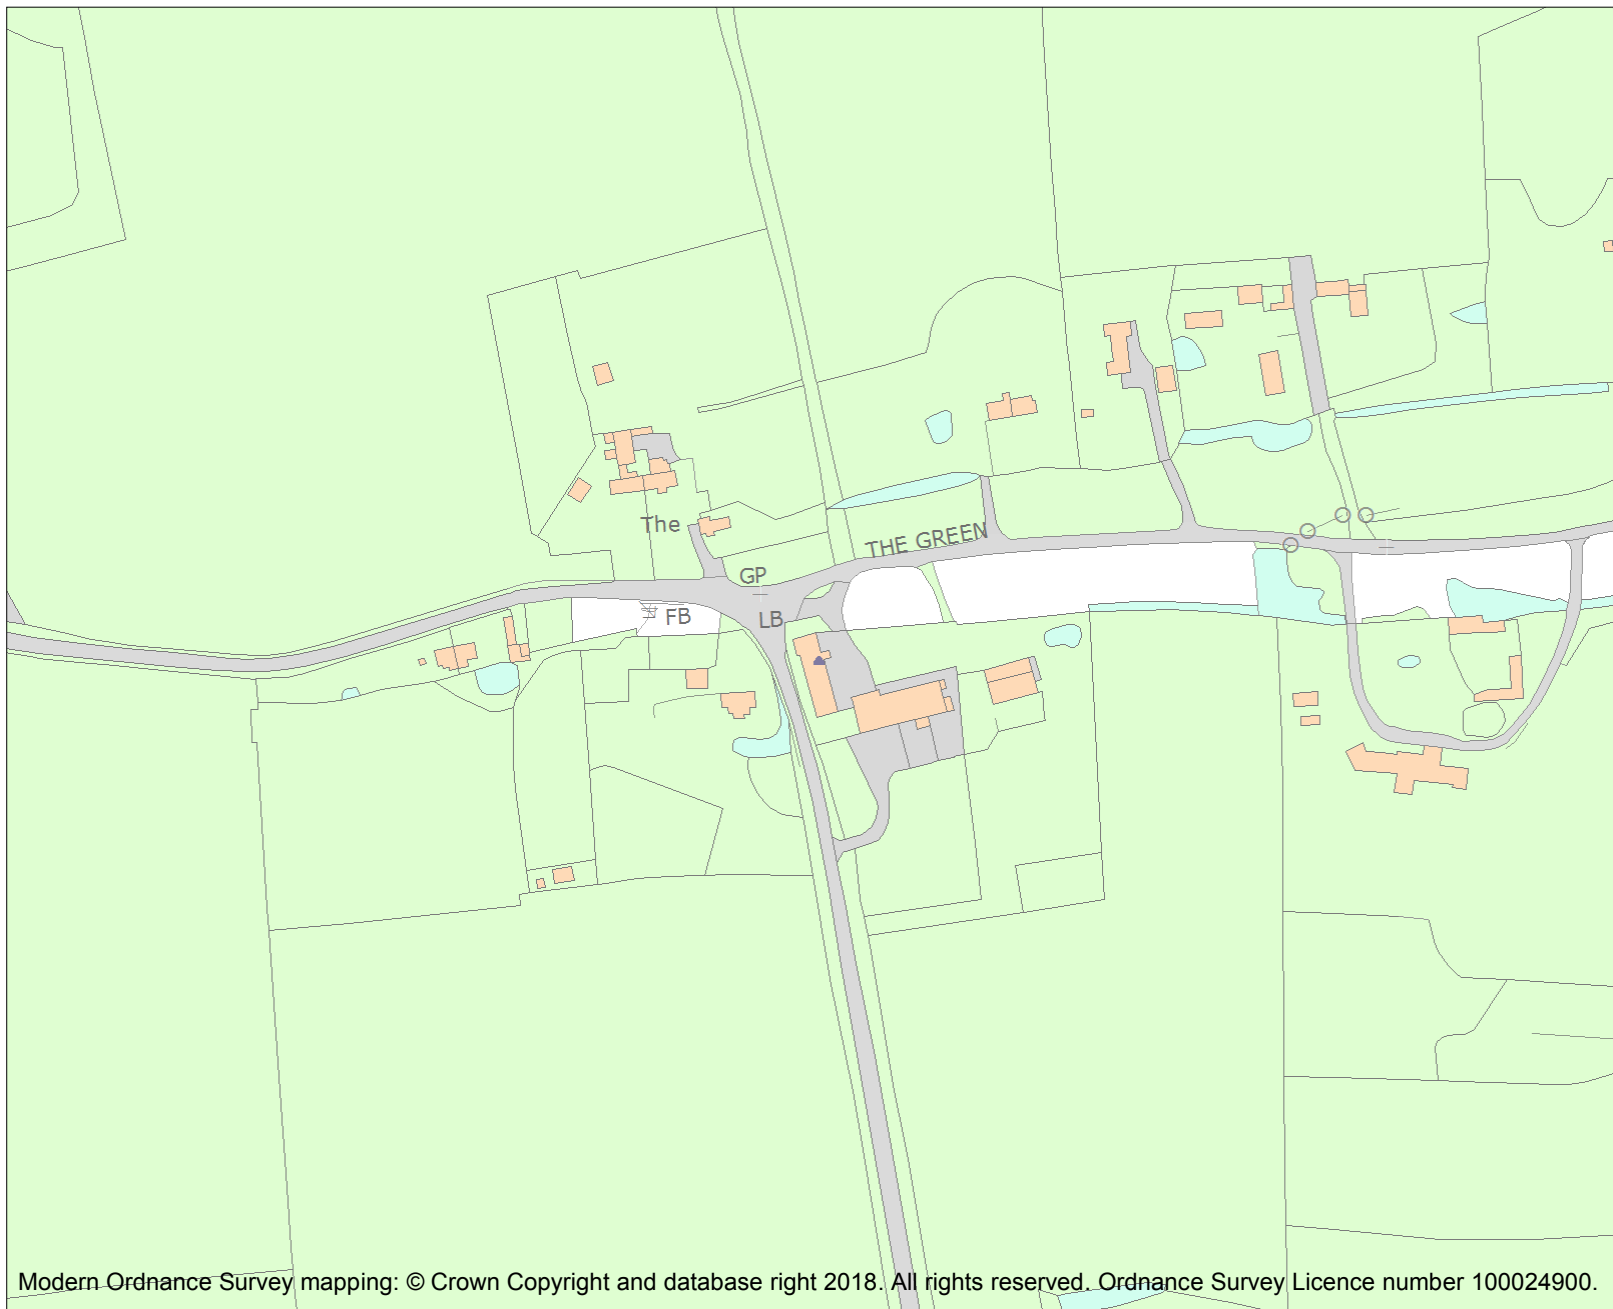 The
THE GREEN
GP
FB
LB
Modern Ordnance Survey mapping: © Crown Copyright and database right 2018. All rights reserved. Ordnance Survey Licence number 100024900.